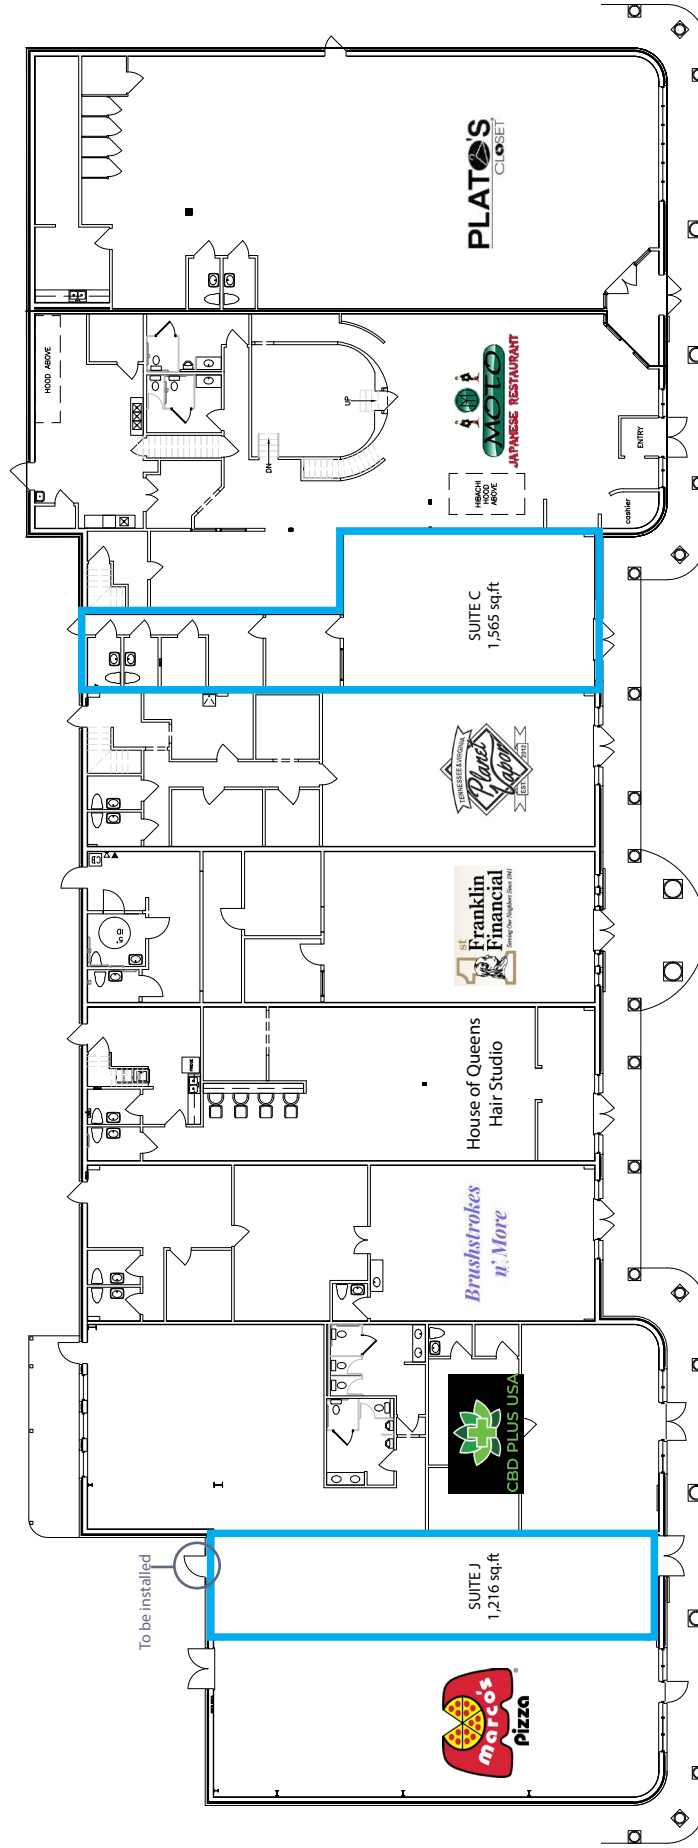 HOOD ABOVE
PLATO'S
CLOSET
UP
DN
MOTO
JAPANESE RESTAURANT
HIBACHI
HOOD
ABOVE
ENTRY
cashier
SUITE C
1,565 sq.ft
TENNESSEE & VIRGINIA
Planet
Vapor
EST. 2012
1st
Franklin
Financial
Serving Our Neighbors Since 1941
House of Queens
Hair Studio
Brushstrokes
n' More
CBD PLUS USA
To be installed
SUITE J
1,216 sq.ft
marco's
Pizza